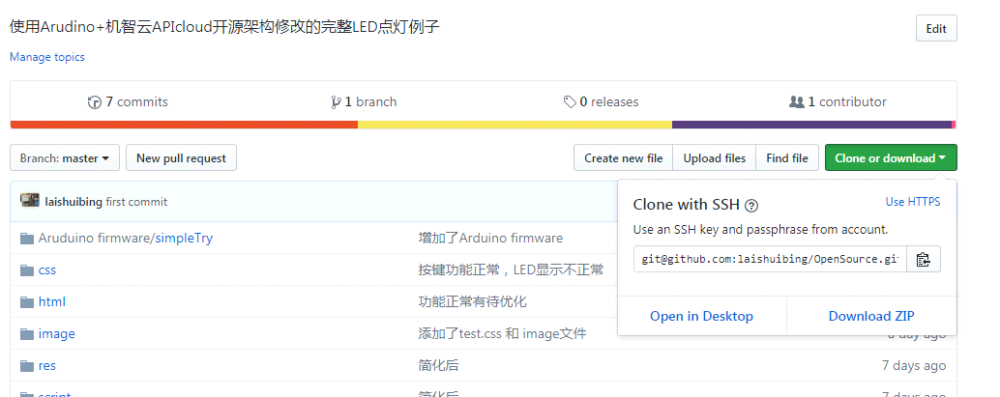 使用Arudino+机智云APIcloud开源架构修改的完整LED点灯例子
Edit
Manage topics
7 commits 1 branch 0 releases 1 contributor
Branch: master New pull request Create new file Upload files Find file Clone or download
laishuibing first commit
Clone with SSH Use HTTPS
Use an SSH key and passphrase from account.
git@github.com:laishuibing/OpenSource.gi
Open in Desktop Download ZIP
Aruduino firmware/simpleTry 增加了Arduino firmware
css 按键功能正常，LED显示不正常
html 功能正常有待优化
image 添加了test.css 和 image文件 a day ago
res 简化后 7 days ago
script 简化后 7 days ago